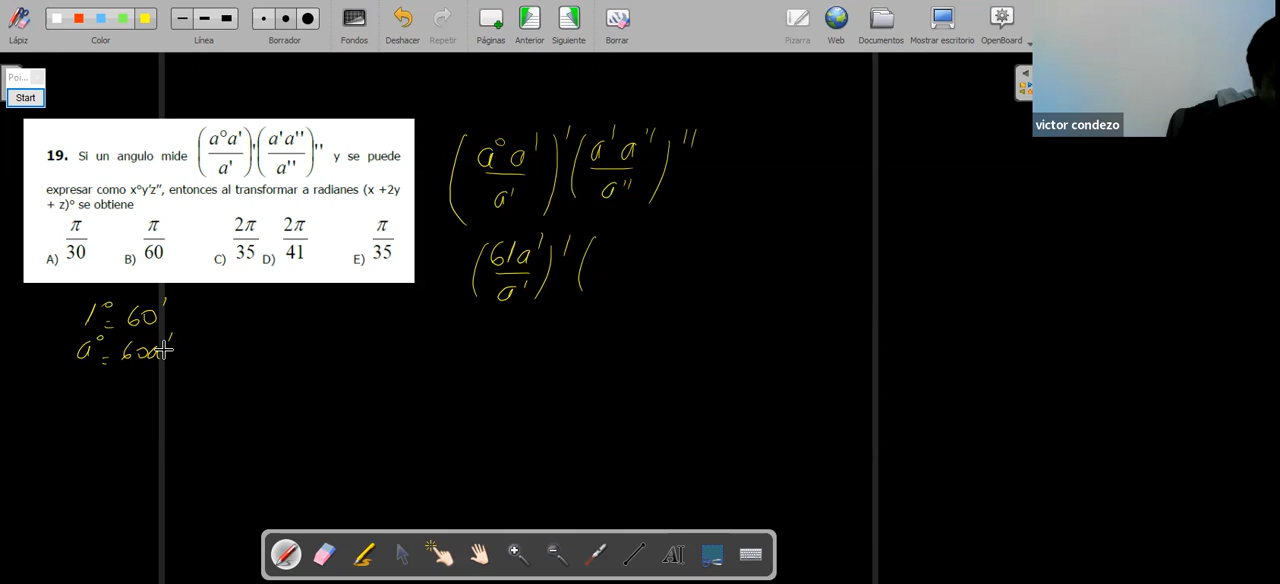 Lápiz Color Línea Borrador Fondos Deshacer Repetir Páginas Anterior Siguiente Borrar Pizarra Web Documentos Mostrar escritorio OpenBoard
Poi...
Start
victor condezo
19. Si un angulo mide (a°a'/a')' (a'a''/a'')'' y se puede
expresar como x°y'z'', entonces al transformar a radianes (x +2y
+ z)° se obtiene
A) π/30 B) π/60 C) 2π/35 D) 2π/41 E) π/35
(a°a'/a')' (a'a''/a'')''
(61a'/a')' (
1° = 60'
a° = 60a'
AI